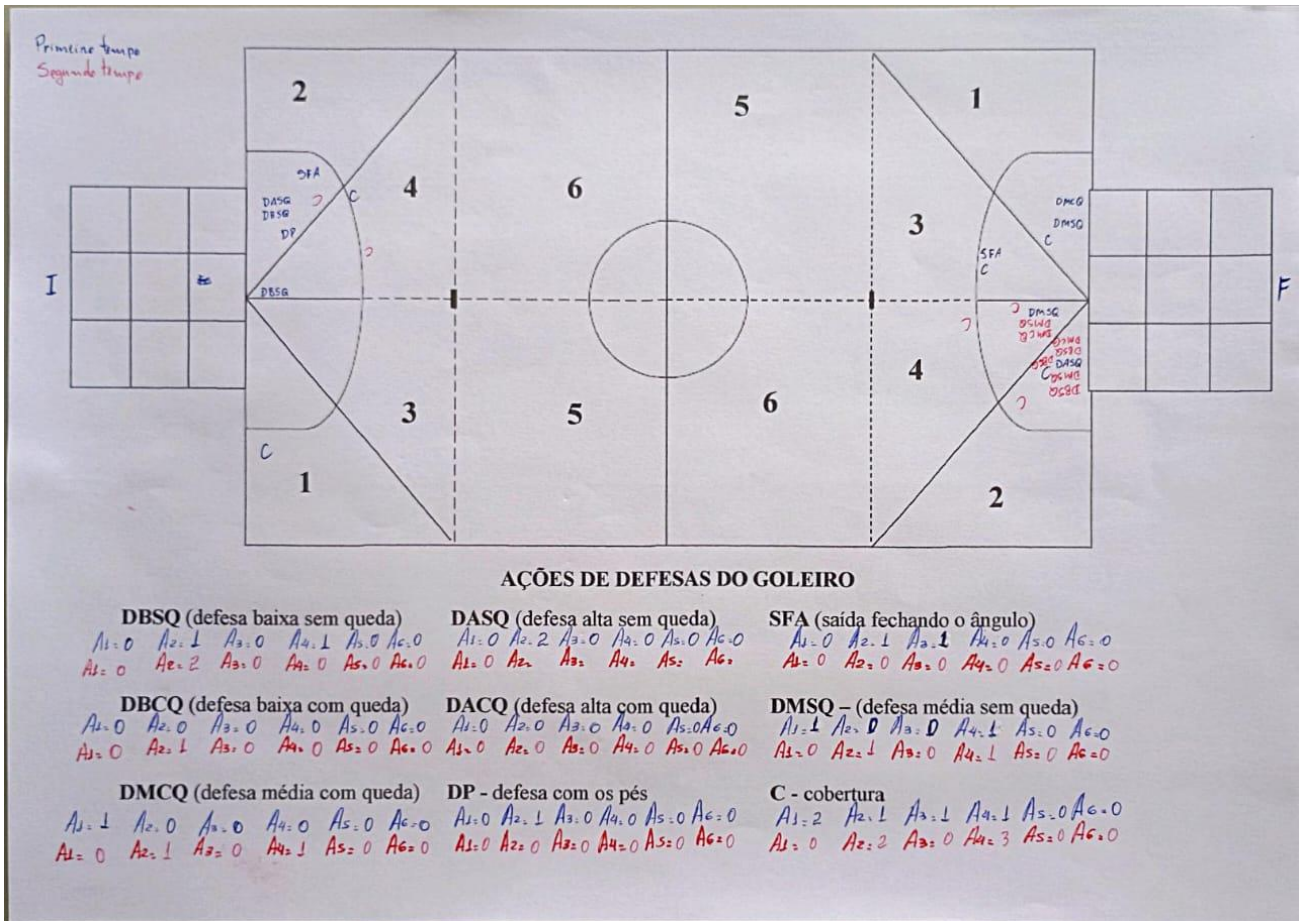 Primeiro tempo
Segundo tempo
2
5
1
SFA
4
6
DASQ
C
DMCQ
DBSQ
3
DMSQ
DP
C
SFA
I
DBSQ
C
F
DMSQ
DMSQ
DMCQ
DMCQ
DBSQ
DBSQ
DASQ
4
C
DMSQ
DBSQ
3
5
6
C
1
2
AÇÕES DE DEFESAS DO GOLEIRO
DBSQ (defesa baixa sem queda) DASQ (defesa alta sem queda) SFA (saída fechando o ângulo)
A1=0 A2=1 A3=0 A4=1 A5=0 A6=0 A1=0 A2=2 A3=0 A4=0 A5=0 A6=0 A1=0 A2=1 A3=1 A4=0 A5=0 A6=0
A1=0 A2=2 A3=0 A4=0 A5=0 A6=0 A1=0 A2= A3= A4= A5= A6= A1=0 A2=0 A3=0 A4=0 A5=0 A6=0
DBCQ (defesa baixa com queda) DACQ (defesa alta com queda) DMSQ – (defesa média sem queda)
A1=0 A2=0 A3=0 A4=0 A5=0 A6=0 A1=0 A2=0 A3=0 A4=0 A5=0 A6=0 A1=1 A2=0 A3=0 A4=1 A5=0 A6=0
A1=0 A2=1 A3=0 A4=0 A5=0 A6=0 A1=0 A2=0 A3=0 A4=0 A5=0 A6=0 A1=0 A2=1 A3=0 A4=1 A5=0 A6=0
DMCQ (defesa média com queda) DP - defesa com os pés C - cobertura
A1=1 A2=0 A3=0 A4=0 A5=0 A6=0 A1=0 A2=1 A3=0 A4=0 A5=0 A6=0 A1=2 A2=1 A3=1 A4=1 A5=0 A6=0
A1=0 A2=1 A3=0 A4=1 A5=0 A6=0 A1=0 A2=0 A3=0 A4=0 A5=0 A6=0 A1=0 A2=2 A3=0 A4=3 A5=0 A6=0